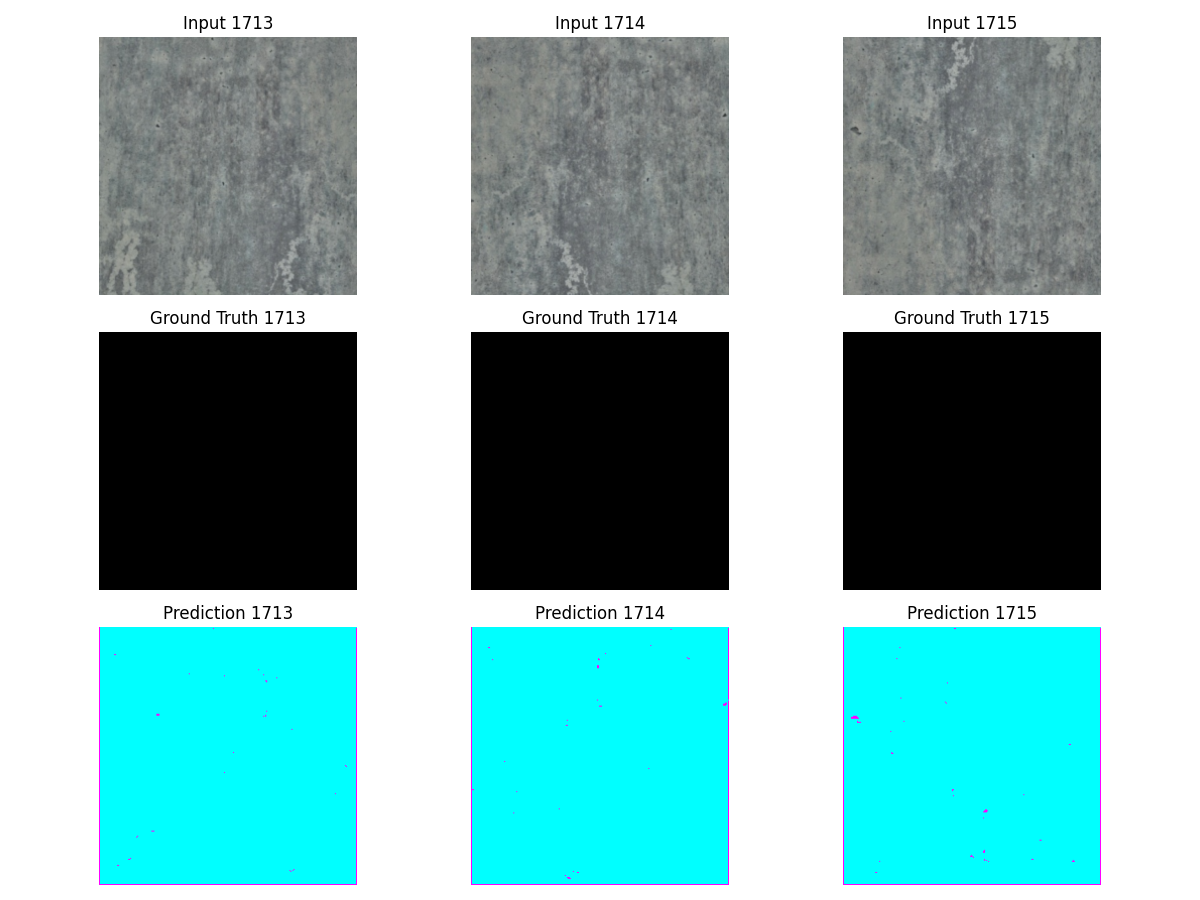 Input 1713
Input 1714
Input 1715
Ground Truth 1713
Ground Truth 1714
Ground Truth 1715
Prediction 1713
Prediction 1714
Prediction 1715